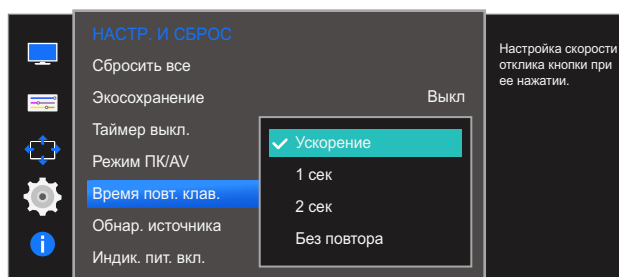 НАСТР. И СБРОС
Сбросить все
Экосохранение Выкл
Таймер выкл.
Режим ПК/AV
Время повт. клав.
Обнар. источника
Индик. пит. вкл.
Ускорение
1 сек
2 сек
Без повтора
Настройка скорости
отклика кнопки при
ее нажатии.